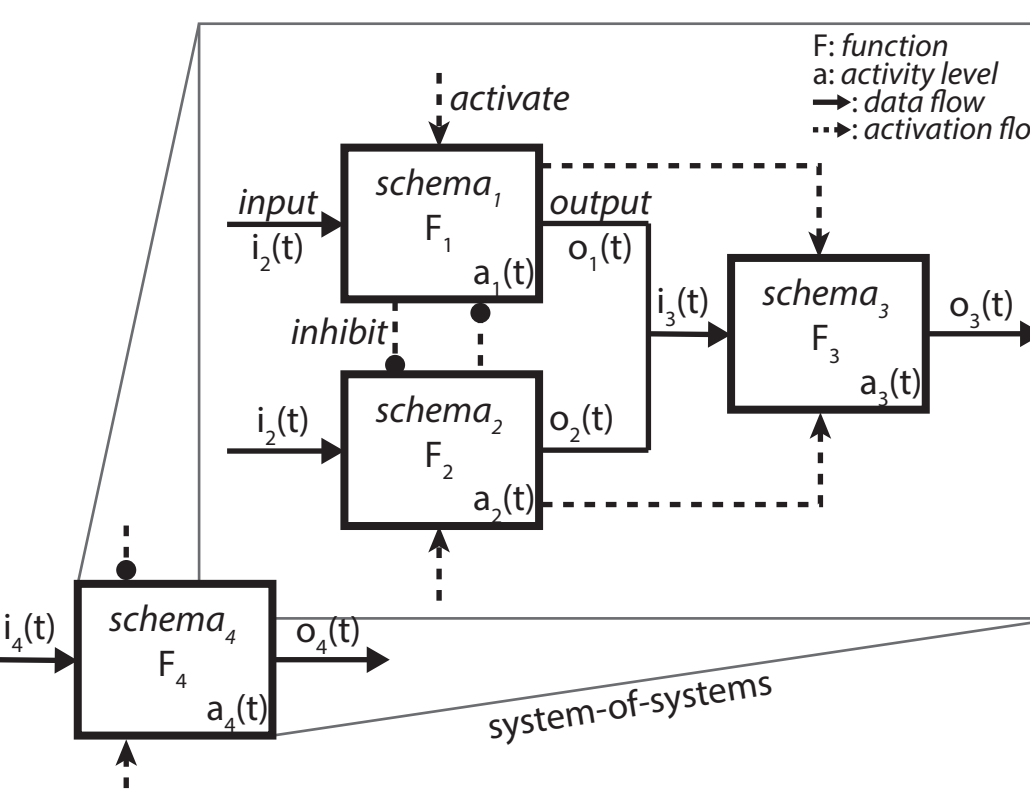 F: function
a: activity level
: data flow
: activation flo
activate
schema₁
F₁
a₁(t)
input
i₂(t)
output
o₁(t)
inhibit
schema₂
F₂
a₂(t)
i₂(t)
o₂(t)
i₃(t)
schema₃
F₃
a₃(t)
o₃(t)
schema₄
F₄
a₄(t)
i₄(t)
o₄(t)
system-of-systems